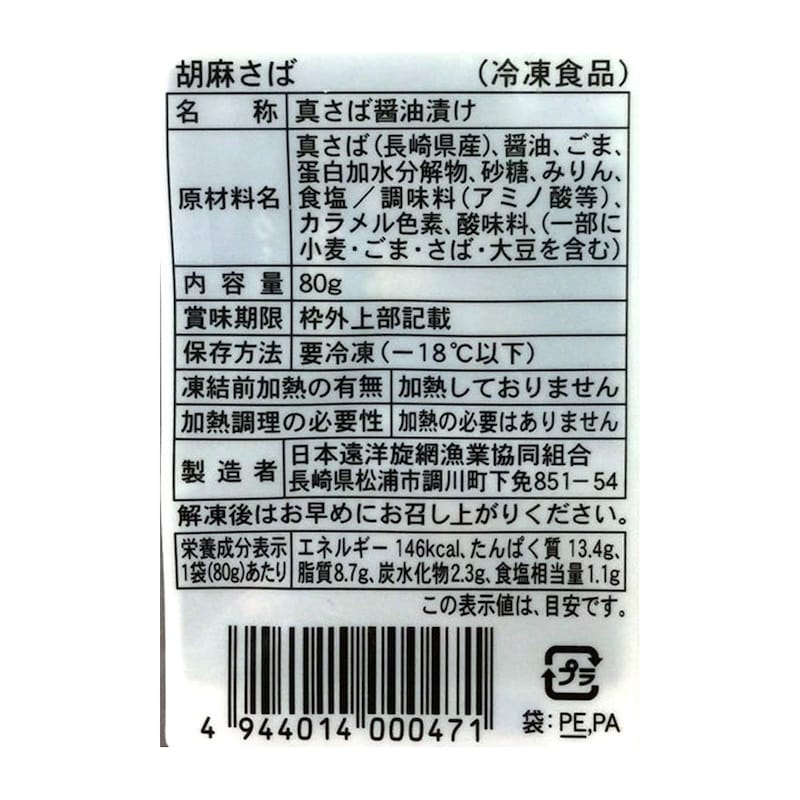 胡麻さば （冷凍食品）
名称 真さば醤油漬け
原材料名 真さば（長崎県産）、醤油、ごま、
蛋白加水分解物、砂糖、みりん、
食塩／調味料（アミノ酸等）、
カラメル色素、酸味料、（一部に
小麦・ごま・さば・大豆を含む）
内容量 80g
賞味期限 枠外上部記載
保存方法 要冷凍（－18℃以下）
凍結前加熱の有無 加熱しておりません
加熱調理の必要性 加熱の必要はありません
製造者 日本遠洋旋網漁業協同組合
長崎県松浦市調川町下免851－54
解凍後はお早めにお召し上がりください。
栄養成分表示 エネルギー 146kcal、たんぱく質 13.4g、
1袋(80g)あたり 脂質8.7g、炭水化物2.3g、食塩相当量1.1g
この表示値は、目安です。
プラ
4 944014 000471
袋：PE,PA